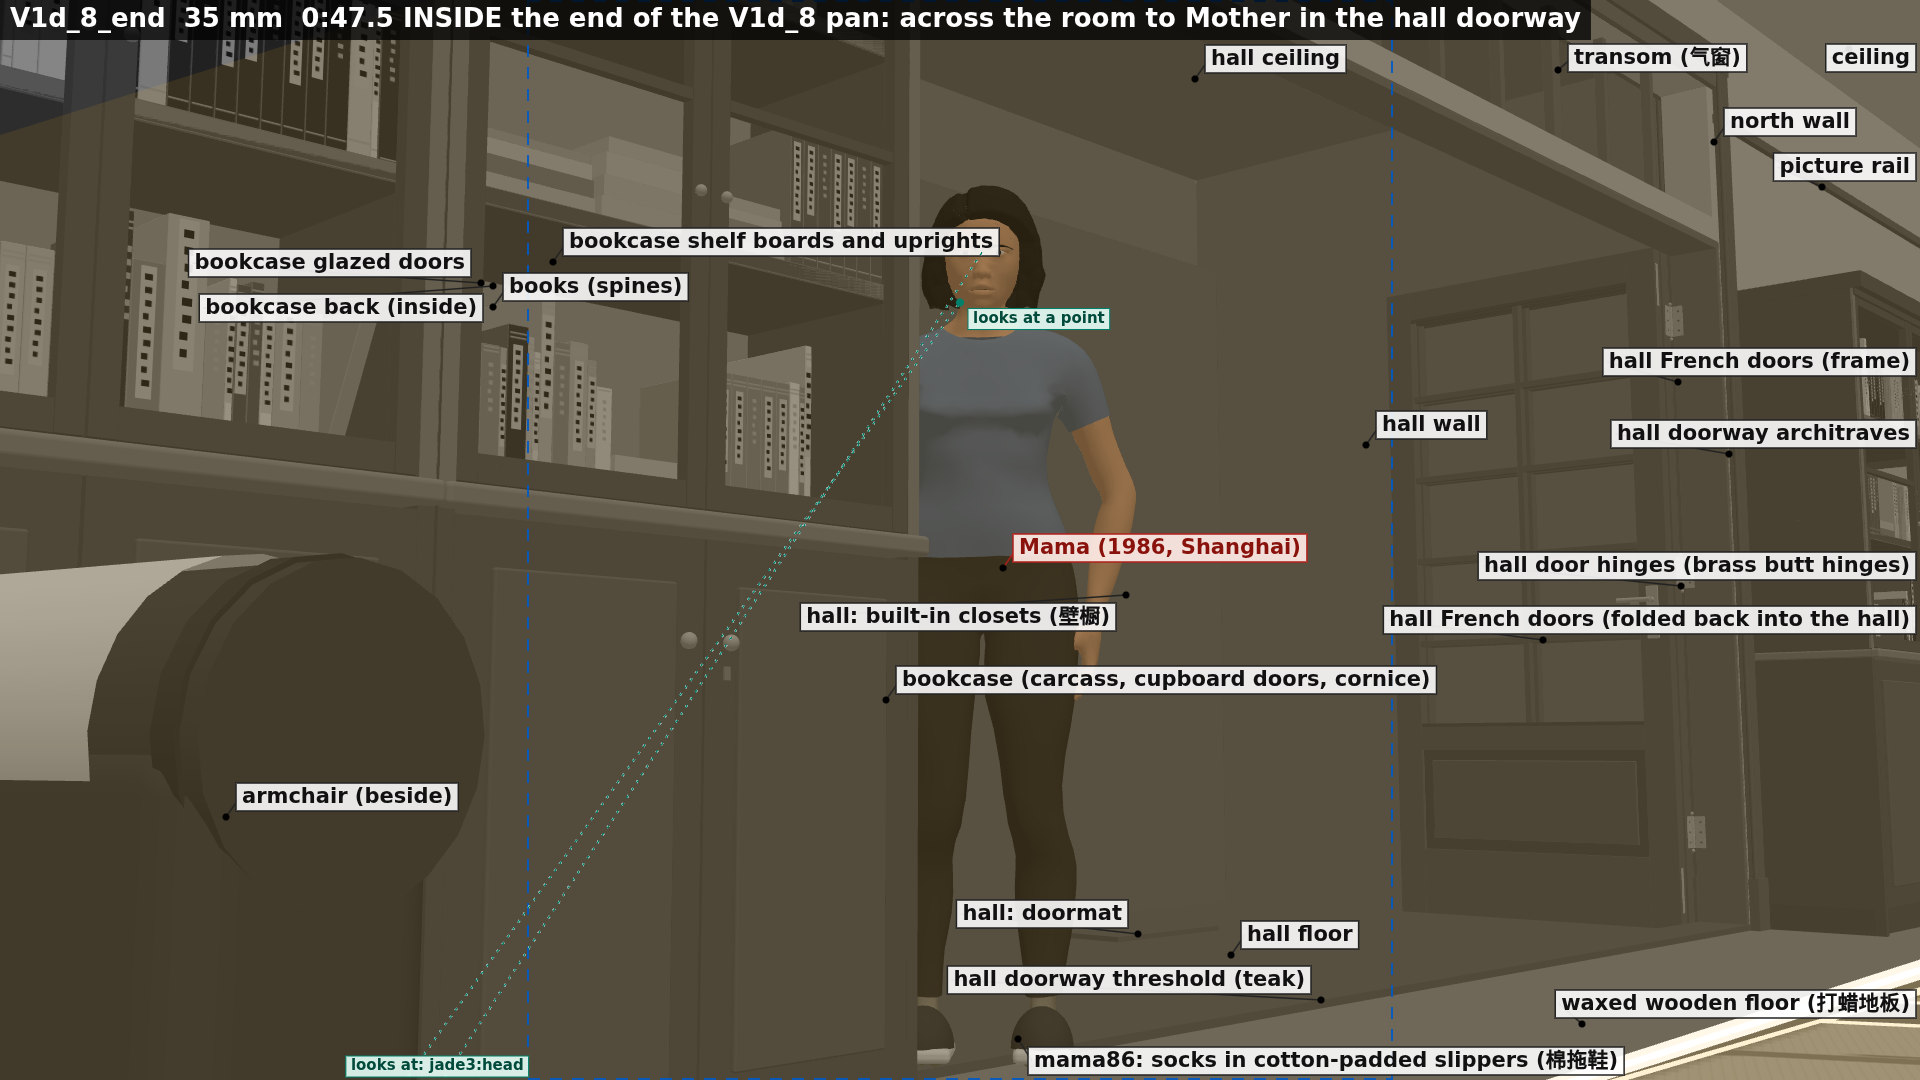 V1d_8_end 35 mm 0:47.5 INSIDE the end of the V1d_8 pan: across the room to Mother in the hall doorway
hall ceiling
transom (气窗)
ceiling
north wall
picture rail
bookcase shelf boards and uprights
bookcase glazed doors
books (spines)
bookcase back (inside)
looks at a point
hall French doors (frame)
hall wall
hall doorway architraves
Mama (1986, Shanghai)
hall door hinges (brass butt hinges)
hall: built-in closets (壁橱)
hall French doors (folded back into the hall)
bookcase (carcass, cupboard doors, cornice)
armchair (beside)
hall: doormat
hall floor
hall doorway threshold (teak)
waxed wooden floor (打蜡地板)
mama86: socks in cotton-padded slippers (棉拖鞋)
looks at: jade3:head